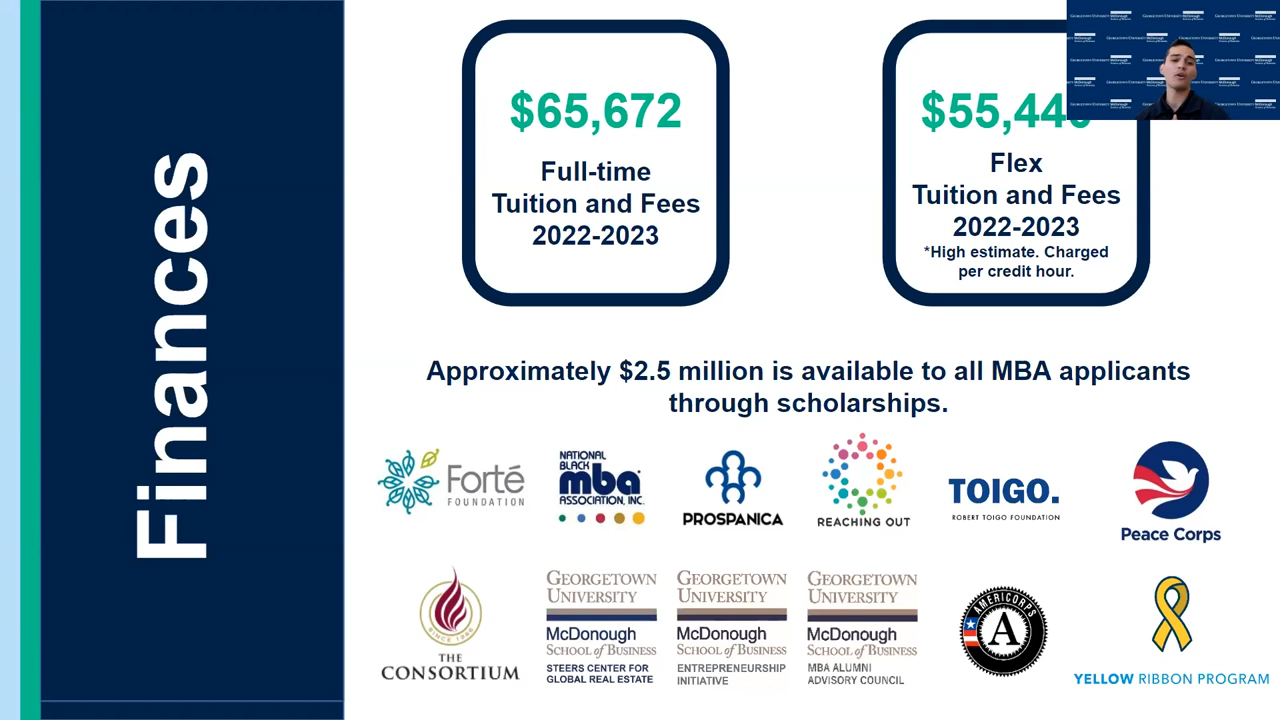 Finances
$65,672
Full-time
Tuition and Fees
2022-2023
Flex
Tuition and Fees
2022-2023
*High estimate. Charged
per credit hour.
Approximately $2.5 million is available to all MBA applicants
through scholarships.
Forté
FOUNDATION
NATIONAL
BLACK
mba
ASSOCIATION, INC.
PROSPANICA
REACHING OUT
TOIGO.
ROBERT TOIGO FOUNDATION
Peace Corps
SINCE 1966
THE
CONSORTIUM
GEORGETOWN
UNIVERSITY
McDonough
SCHOOL of BUSINESS
STEERS CENTER FOR
GLOBAL REAL ESTATE
GEORGETOWN
UNIVERSITY
McDonough
SCHOOL of BUSINESS
ENTREPRENEURSHIP
INITIATIVE
GEORGETOWN
UNIVERSITY
McDonough
SCHOOL of BUSINESS
MBA ALUMNI
ADVISORY COUNCIL
AMERICORPS
A
YELLOW RIBBON PROGRAM